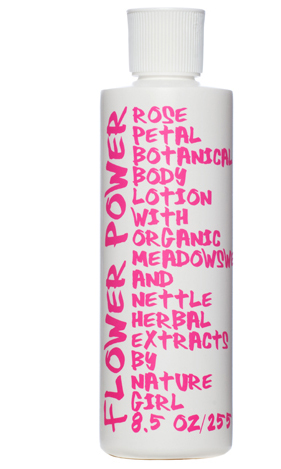 FLOWER POWER
ROSE
PETAL
BOTANICAL
BODY
LOTION
WITH
ORGANIC
MEADOWSWE
AND
NETTLE
HERBAL
EXTRACTS
BY
NATURE
GIRL
8.5 OZ/255